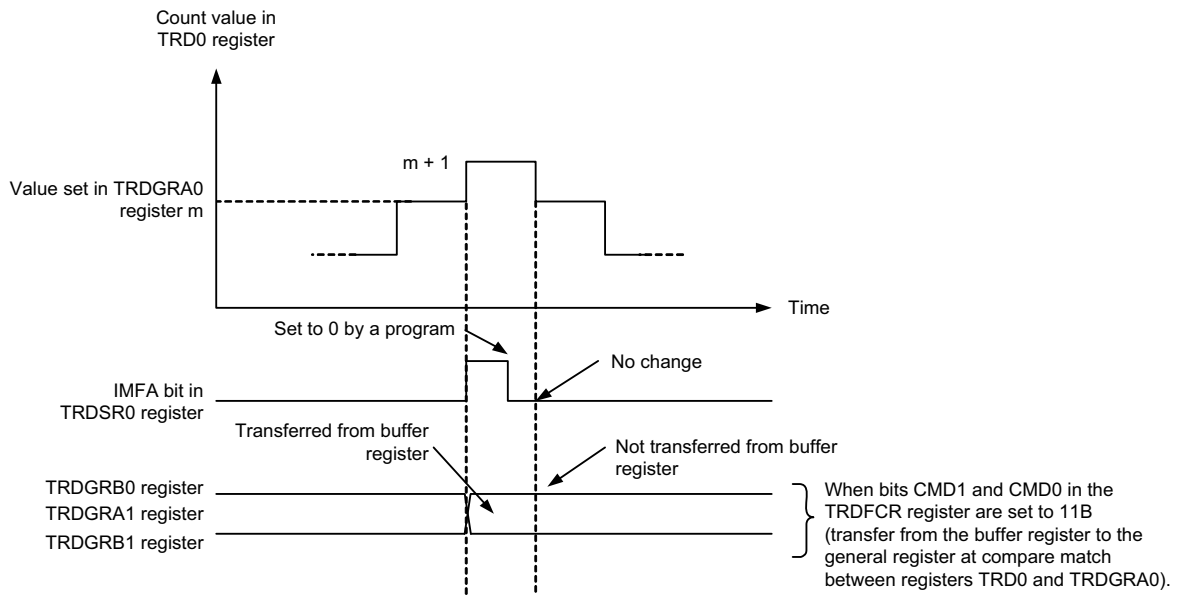 Count value in
TRD0 register
m + 1
Value set in TRDGRA0
register m
Time
Set to 0 by a program
No change
IMFA bit in
TRDSR0 register
Transferred from buffer
register
Not transferred from buffer
register
TRDGRB0 register
TRDGRA1 register
TRDGRB1 register
When bits CMD1 and CMD0 in the
TRDFCR register are set to 11B
(transfer from the buffer register to the
general register at compare match
between registers TRD0 and TRDGRA0).